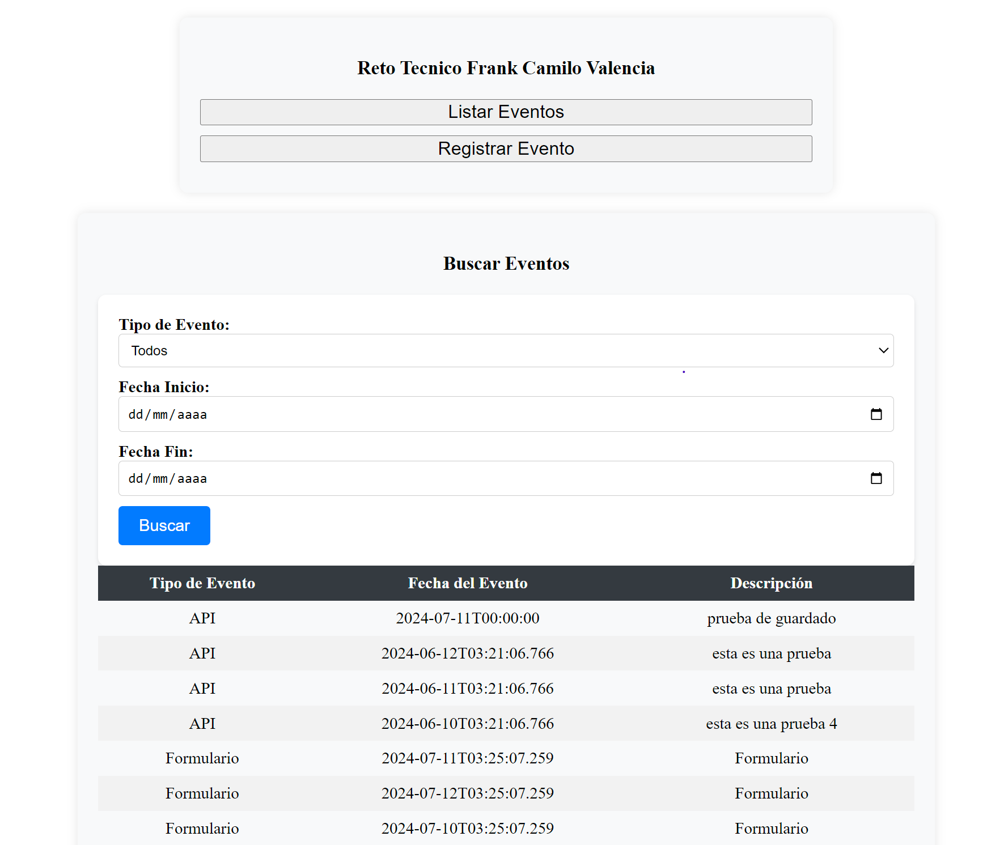 Reto Tecnico Frank Camilo Valencia
Listar Eventos
Registrar Evento
Buscar Eventos
Tipo de Evento:
Todos
Fecha Inicio:
dd/mm/aaaa
Fecha Fin:
dd/mm/aaaa
Buscar
Tipo de Evento Fecha del Evento Descripción
API 2024-07-11T00:00:00 prueba de guardado
API 2024-06-12T03:21:06.766 esta es una prueba
API 2024-06-11T03:21:06.766 esta es una prueba
API 2024-06-10T03:21:06.766 esta es una prueba 4
Formulario 2024-07-11T03:25:07.259 Formulario
Formulario 2024-07-12T03:25:07.259 Formulario
Formulario 2024-07-10T03:25:07.259 Formulario